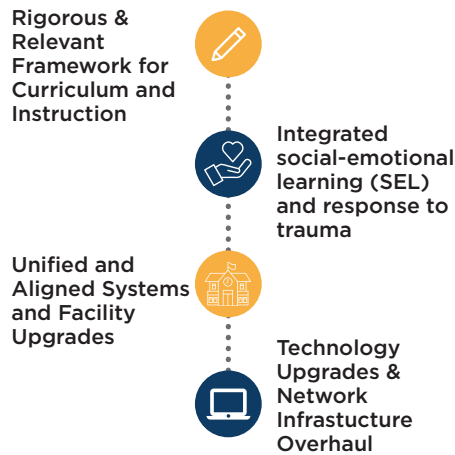 Rigorous &
Relevant
Framework for
Curriculum and
Instruction
Integrated
social-emotional
learning (SEL)
and response to
trauma
Unified and
Aligned Systems
and Facility
Upgrades
Technology
Upgrades &
Network
Infrastucture
Overhaul